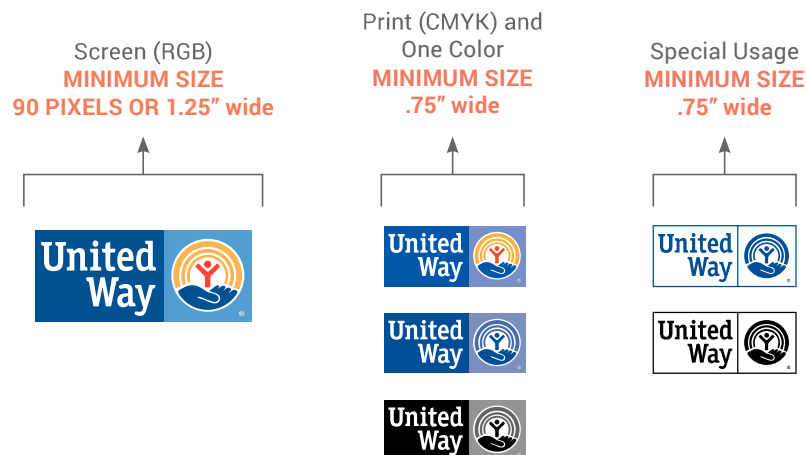 Screen (RGB)
MINIMUM SIZE
90 PIXELS OR 1.25” wide
Print (CMYK) and
One Color
MINIMUM SIZE
.75” wide
Special Usage
MINIMUM SIZE
.75” wide
United
Way
®
United
Way
®
United
Way
®
United
Way
United
Way
®
United
Way
®